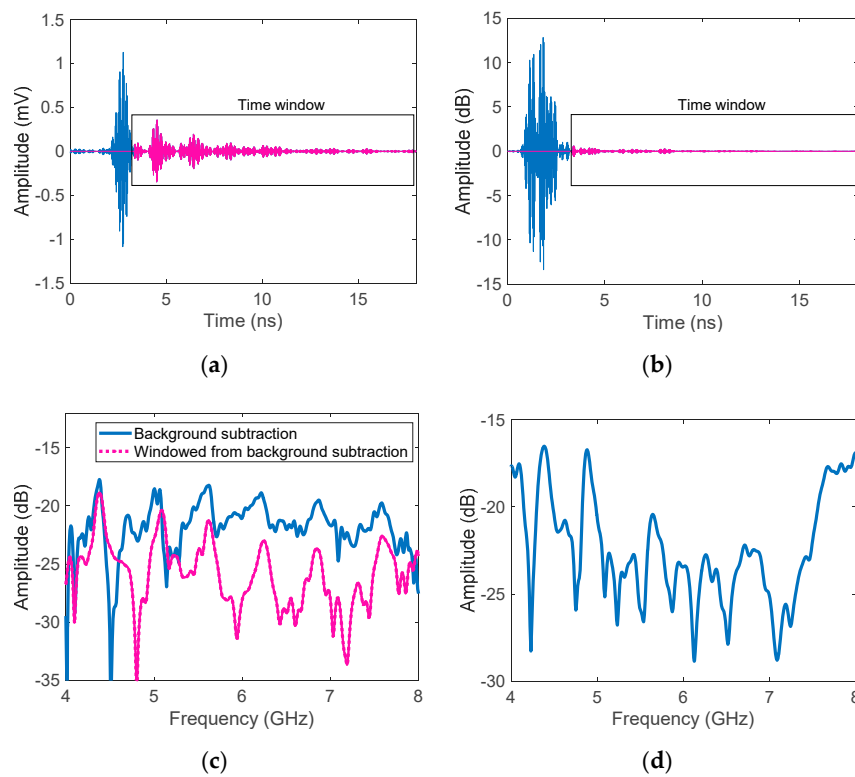 1.5
1
0.5
0
-0.5
-1
-1.5
Amplitude (mV)
Time window
0 5 10 15
Time (ns)
(a)
15
10
5
0
-5
-10
-15
Amplitude (dB)
Time window
0 5 10 15
Time (ns)
(b)
-15
-20
-25
-30
-35
Amplitude (dB)
Background subtraction
Windowed from background subtraction
4 5 6 7 8
Frequency (GHz)
(c)
-15
-20
-25
-30
Amplitude (dB)
4 5 6 7 8
Frequency (GHz)
(d)